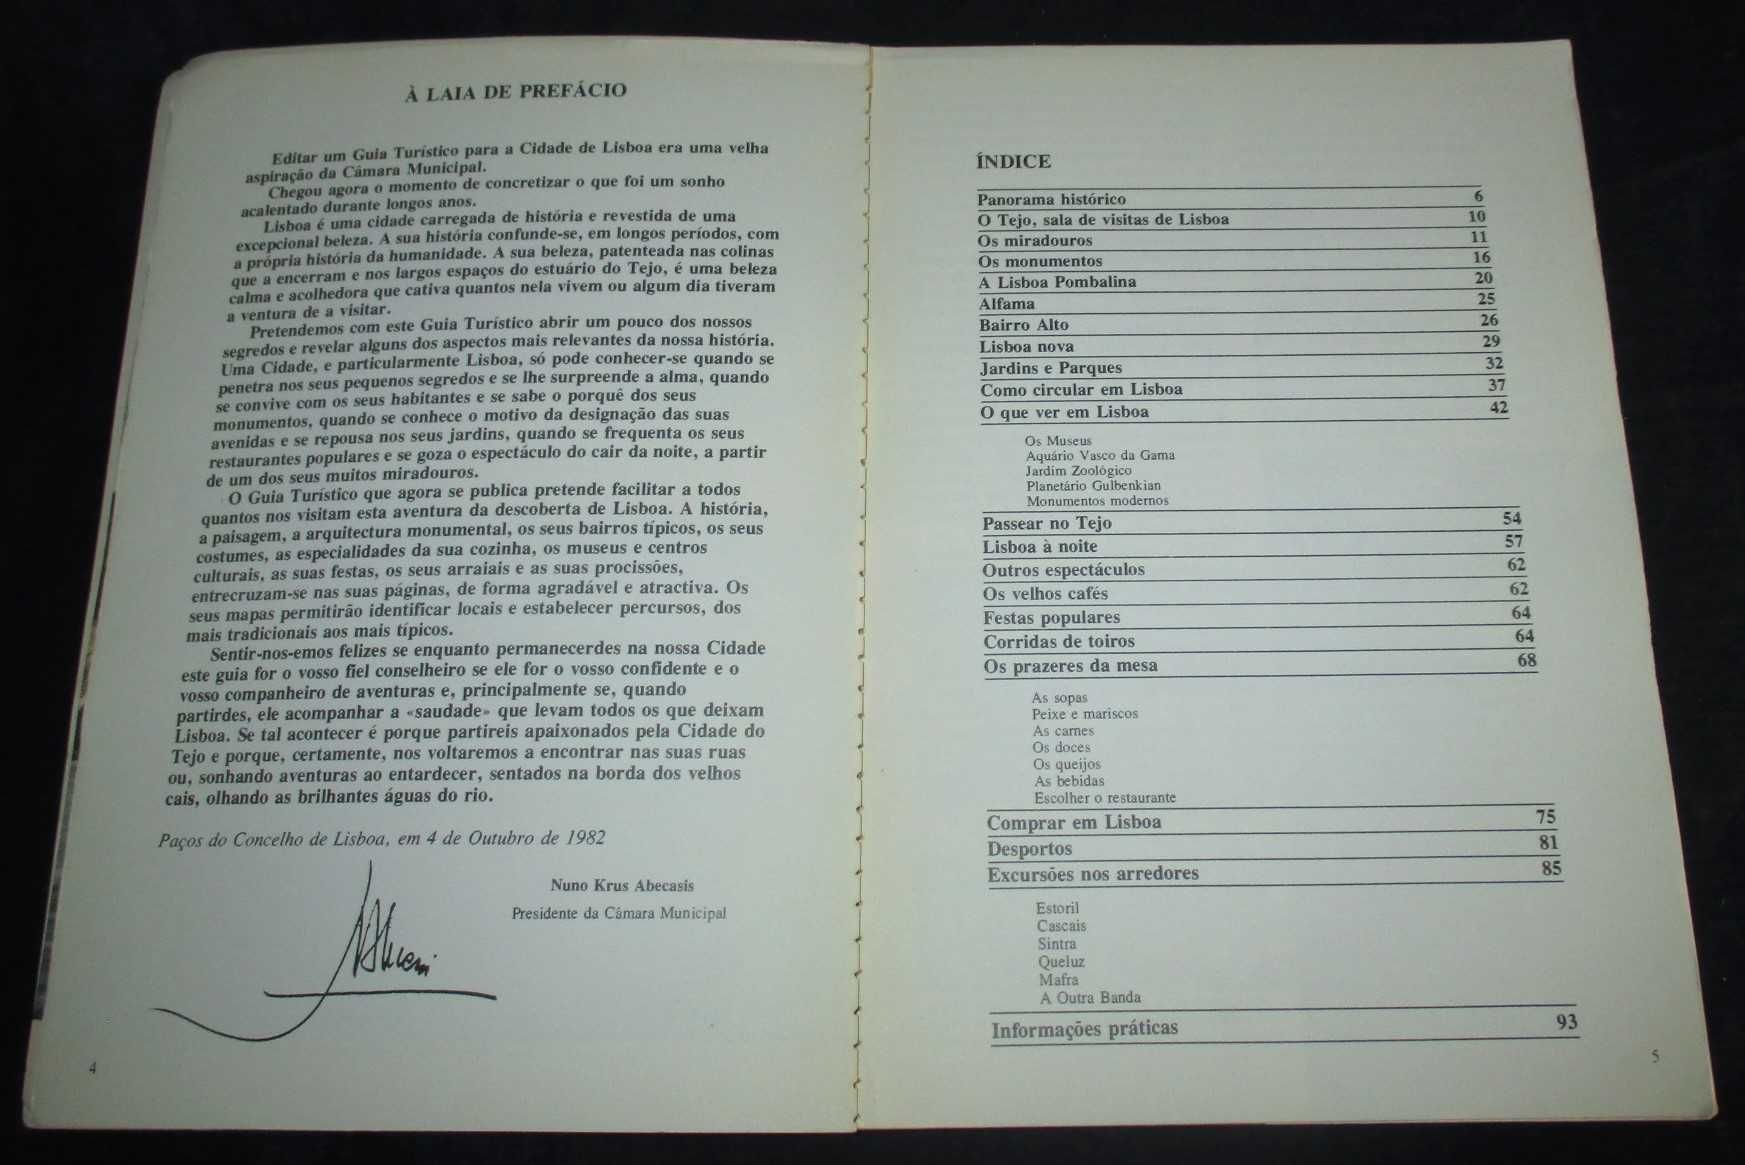 À LAIA DE PREFÁCIO
Editar um Guia Turístico para a Cidade de Lisboa era uma velha
aspiração da Câmara Municipal.
Chegou agora o momento de concretizar o que foi um sonho
acalentado durante longos anos.
Lisboa é uma cidade carregada de história e revestida de uma
excepcional beleza. A sua história confunde-se, em longos períodos, com
a própria história da humanidade. A sua beleza, patenteada nas colinas
que a encerram e nos largos espaços do estuário do Tejo, é uma beleza
calma e acolhedora que cativa quantos nela vivem ou algum dia tiveram
a ventura de a visitar.
Pretendemos com este Guia Turístico abrir um pouco dos nossos
segredos e revelar alguns dos aspectos mais relevantes da nossa história.
Uma Cidade, e particularmente Lisboa, só pode conhecer-se quando se
penetra nos seus pequenos segredos e se lhe surpreende a alma, quando
se convive com os seus habitantes e se sabe o porquê dos seus
monumentos, quando se conhece o motivo da designação das suas
avenidas e se repousa nos seus jardins, quando se frequenta os seus
restaurantes populares e se goza o espectáculo do cair da noite, a partir
de um dos seus muitos miradouros.
O Guia Turístico que agora se publica pretende facilitar a todos
quantos nos visitam esta aventura da descoberta de Lisboa. A história,
a paisagem, a arquitectura monumental, os seus bairros típicos, os seus
costumes, as especialidades da sua cozinha, os museus e centros
culturais, as suas festas, os seus arraiais e as suas procissões,
entrecruzam-se nas suas páginas, de forma agradável e atractiva. Os
seus mapas permitirão identificar locais e estabelecer percursos, dos
mais tradicionais aos mais típicos.
Sentir-nos-emos felizes se enquanto permanecerdes na nossa Cidade
este guia for o vosso fiel conselheiro se ele for o vosso confidente e o
vosso companheiro de aventuras e, principalmente se, quando
partirdes, ele acompanhar a «saudade» que levam todos os que deixam
Lisboa. Se tal acontecer é porque partireis apaixonados pela Cidade do
Tejo e porque, certamente, nos voltaremos a encontrar nas suas ruas
ou, sonhando aventuras ao entardecer, sentados na borda dos velhos
cais, olhando as brilhantes águas do rio.
Paços do Concelho de Lisboa, em 4 de Outubro de 1982
Nuno Krus Abecasis
Presidente da Câmara Municipal
4
ÍNDICE
Panorama histórico 6
O Tejo, sala de visitas de Lisboa 10
Os miradouros 11
Os monumentos 16
A Lisboa Pombalina 20
Alfama 25
Bairro Alto 26
Lisboa nova 29
Jardins e Parques 32
Como circular em Lisboa 37
O que ver em Lisboa 42
Os Museus
Aquário Vasco da Gama
Jardim Zoológico
Planetário Gulbenkian
Monumentos modernos
Passear no Tejo 54
Lisboa à noite 57
Outros espectáculos 62
Os velhos cafés 62
Festas populares 64
Corridas de toiros 64
Os prazeres da mesa 68
As sopas
Peixe e mariscos
As carnes
Os doces
Os queijos
As bebidas
Escolher o restaurante
Comprar em Lisboa 75
Desportos 81
Excursões nos arredores 85
Estoril
Cascais
Sintra
Queluz
Mafra
A Outra Banda
Informações práticas 93
5